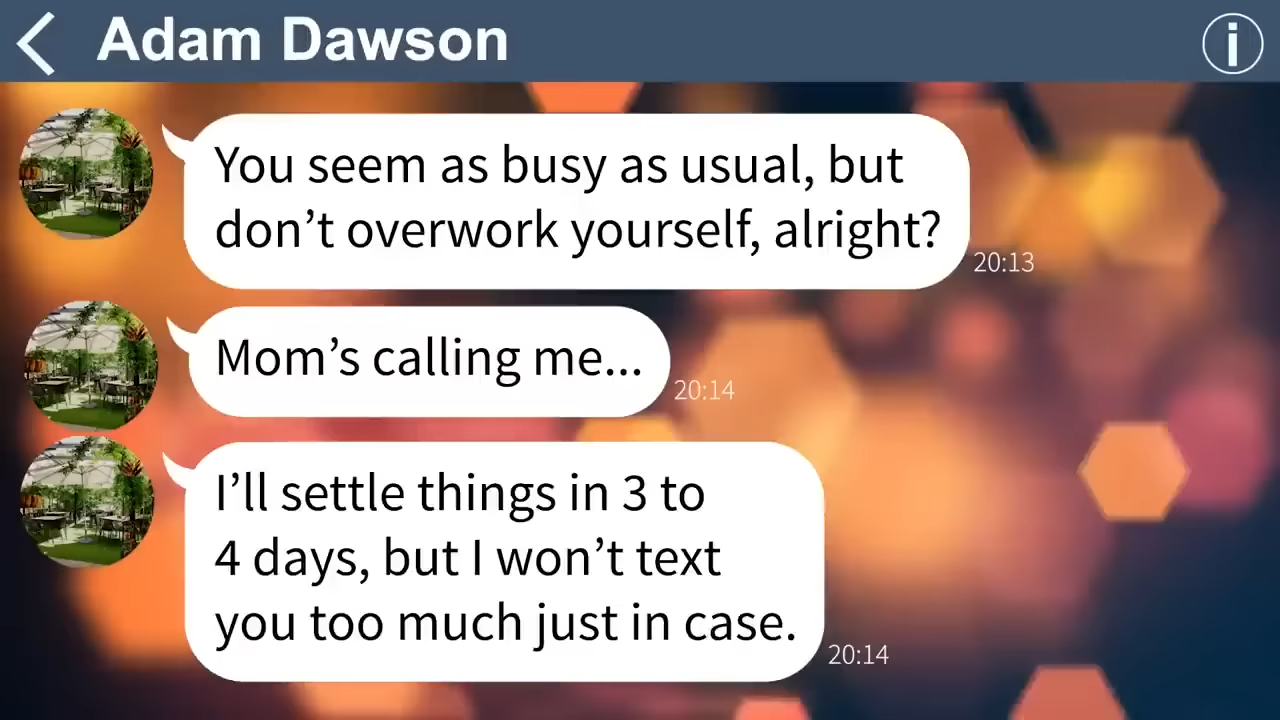 Adam Dawson
You seem as busy as usual, but
don’t overwork yourself, alright?
20:13
Mom’s calling me...
20:14
I’ll settle things in 3 to
4 days, but I won’t text
you too much just in case.
20:14